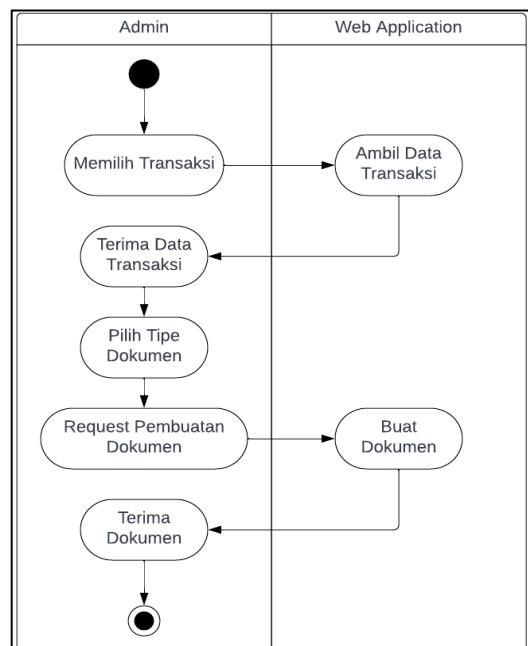 Admin
Web Application
Memilih Transaksi
Ambil Data
Transaksi
Terima Data
Transaksi
Pilih Tipe
Dokumen
Request Pembuatan
Dokumen
Buat
Dokumen
Terima
Dokumen